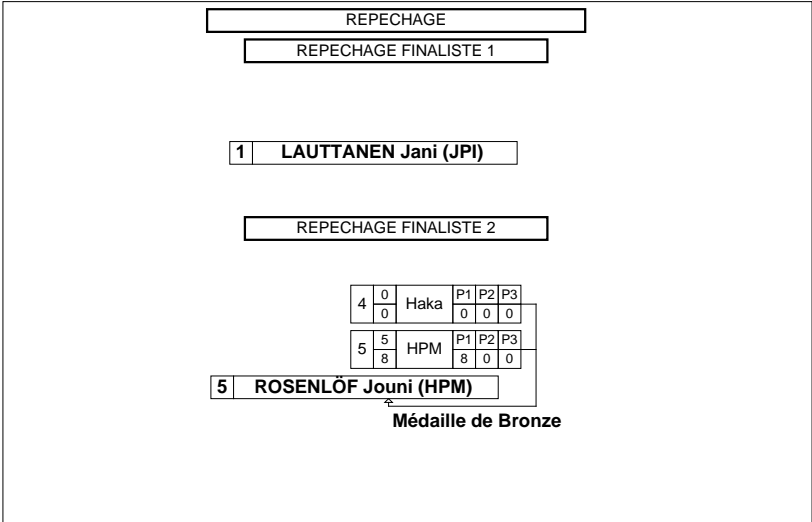 REPECHAGE
REPECHAGE FINALISTE 1
1 LAUTTANEN Jani (JPI)
REPECHAGE FINALISTE 2
4 0 Haka P1 P2 P3
0 0 0 0
5 5 HPM P1 P2 P3
8 8 0 0
5 ROSENLÖF Jouni (HPM)
Médaille de Bronze